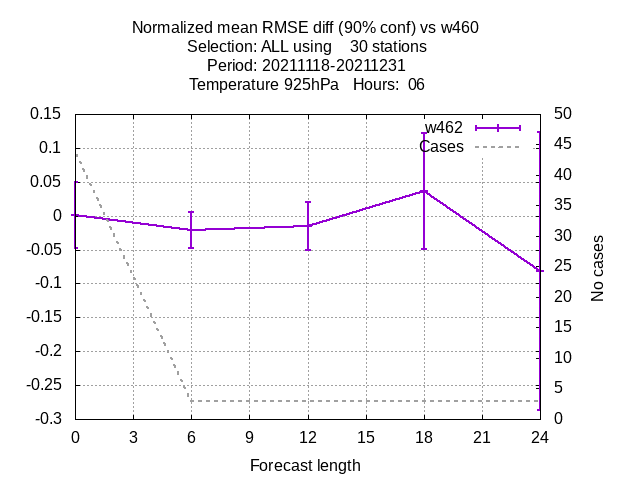 Normalized mean RMSE diff (90% conf) vs w460
Selection: ALL using    30 stations
Period: 20211118-20211231
Temperature 925hPa   Hours:  06
0.15
0.1
0.05
0
-0.05
-0.1
-0.15
-0.2
-0.25
-0.3
w462
Cases
50
45
40
35
30
25
20
15
10
5
0
No cases
0 3 6 9 12 15 18 21 24
Forecast length